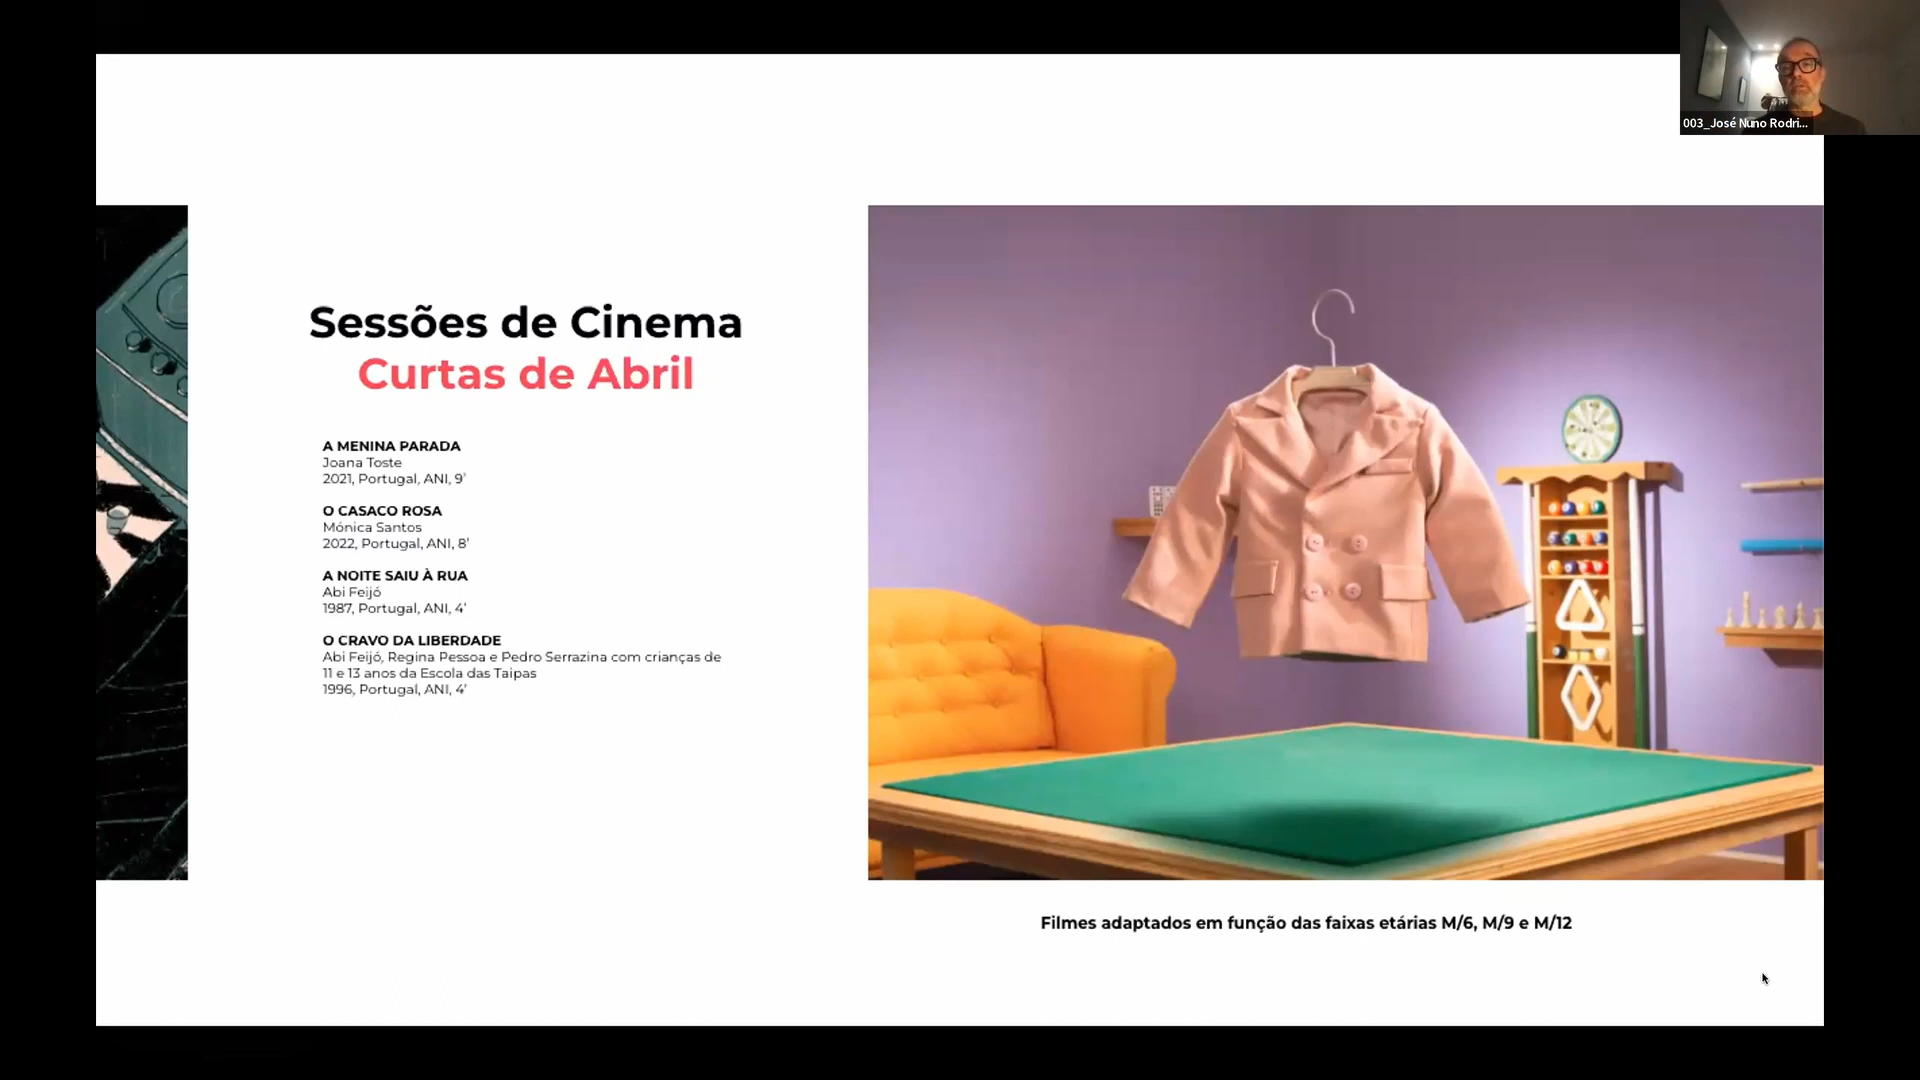 003_José Nuno Rodri...
Sessões de Cinema
Curtas de Abril
A MENINA PARADA
Joana Toste
2021, Portugal, ANI, 9'
O CASACO ROSA
Mónica Santos
2022, Portugal, ANI, 8'
A NOITE SAIU À RUA
Abi Feijó
1987, Portugal, ANI, 4'
O CRAVO DA LIBERDADE
Abi Feijó, Regina Pessoa e Pedro Serrazina com crianças de
11 e 13 anos da Escola das Taipas
1996, Portugal, ANI, 4'
Filmes adaptados em função das faixas etárias M/6, M/9 e M/12